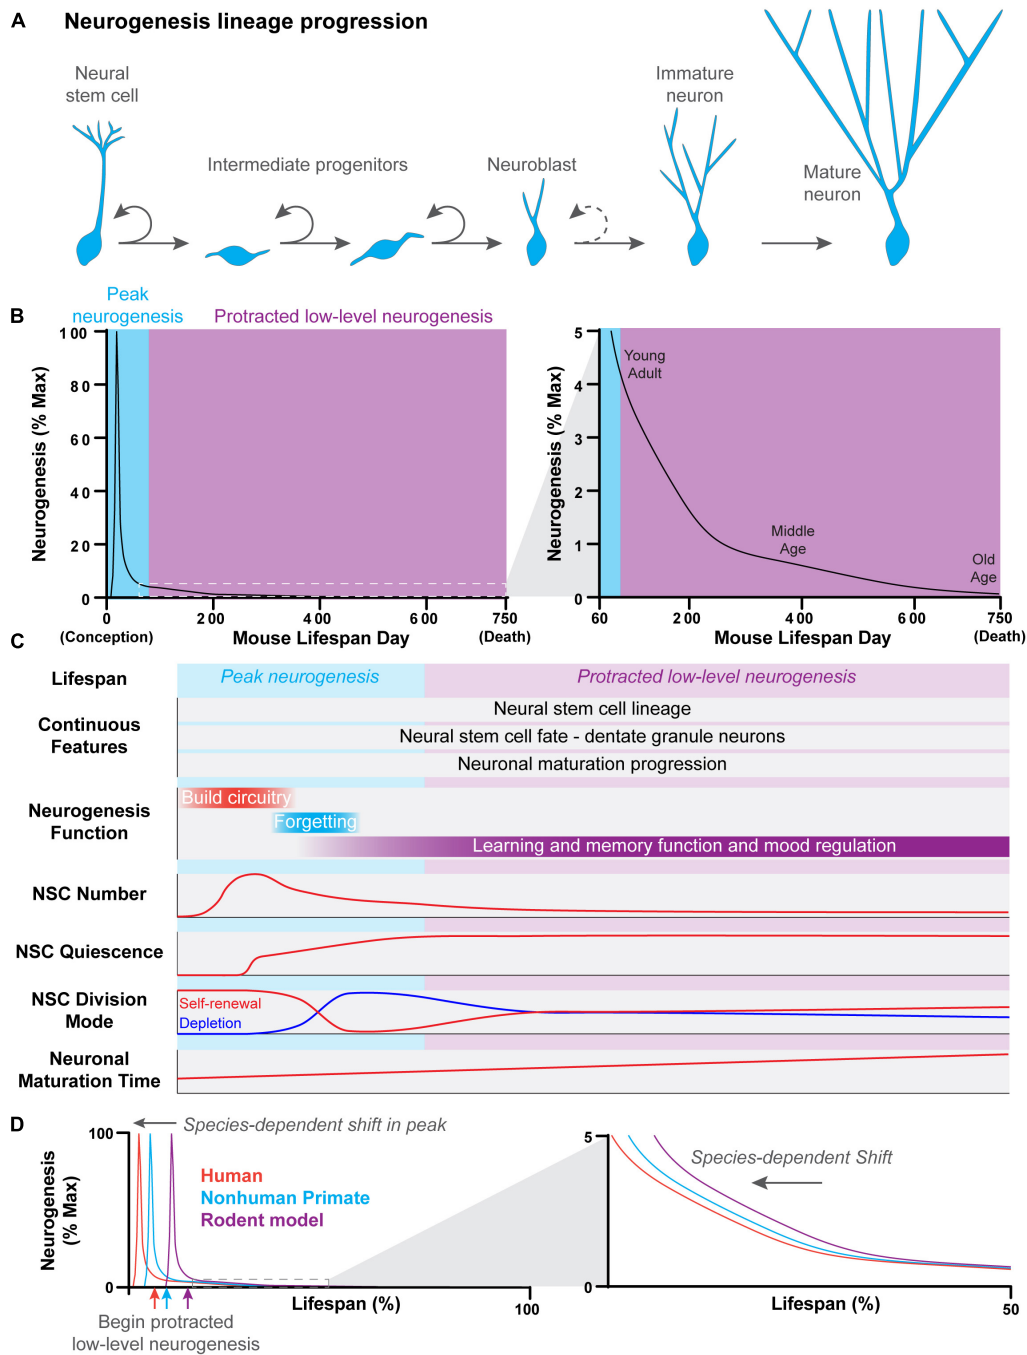 A Neurogenesis lineage progression
Neural
stem cell
Intermediate progenitors
Neuroblast
Immature
neuron
Mature
neuron
B
Peak
neurogenesis
Protracted low-level neurogenesis
Neurogenesis (% Max)
100
80
60
40
20
0
0 200 400 600 750
(Conception) Mouse Lifespan Day (Death)
Neurogenesis (% Max)
5
4
3
2
1
0
Young
Adult
Middle
Age
Old
Age
60 200 400 600 750
Mouse Lifespan Day (Death)
C
Lifespan Peak neurogenesis Protracted low-level neurogenesis
Continuous
Features
Neural stem cell lineage
Neural stem cell fate - dentate granule neurons
Neuronal maturation progression
Neurogenesis
Function
Build circuitry
Forgetting
Learning and memory function and mood regulation
NSC Number
NSC Quiescence
NSC Division
Mode
Self-renewal
Depletion
Neuronal
Maturation Time
D
Species-dependent shift in peak
Neurogenesis
(% Max)
100
0
Human
Nonhuman Primate
Rodent model
Lifespan (%) 100
Begin protracted
low-level neurogenesis
5
0
Species-dependent Shift
Lifespan (%) 50